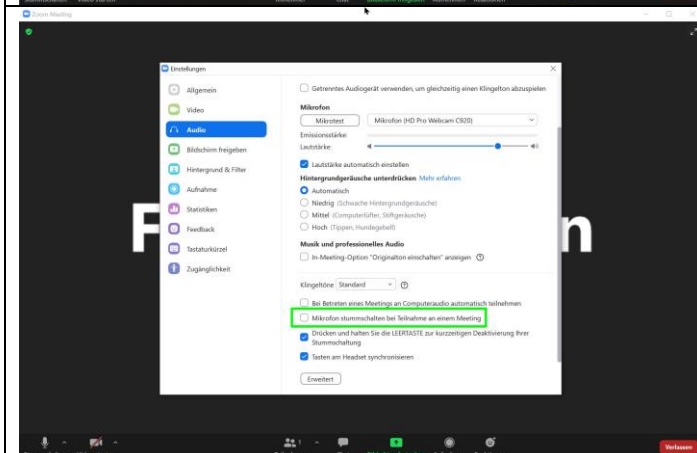 Zoom Meeting
Einstellungen
Allgemein
Video
Audio
Bildschirm freigeben
Hintergrund & Filter
Aufnahme
Statistiken
Feedback
Tastaturkürzel
Zugänglichkeit
Getrenntes Audiogerät verwenden, um gleichzeitig einen Klingelton abzuspielen
Mikrofon
Mikrotest
Mikrofon (HD Pro Webcam C920)
Emissionsstärke:
Lautstärke:
Lautstärke automatisch einstellen
Hintergrundgeräusche unterdrücken Mehr erfahren
Automatisch
Niedrig (Schwache Hintergrundgeräusche)
Mittel (Computerlüfter, Stiftgeräusche)
Hoch (Tippen, Hundegebell)
Musik und professionelles Audio
In-Meeting-Option "Originalton einschalten" anzeigen
Klingeltöne Standard
Bei Betreten eines Meetings an Computeraudio automatisch teilnehmen
Mikrofon stummschalten bei Teilnahme an einem Meeting
Drücken und halten Sie die LEERTASTE zur kurzzeitigen Deaktivierung Ihrer
Stummschaltung
Tasten am Headset synchronisieren
Erweitert
F
n
1
Verlassen